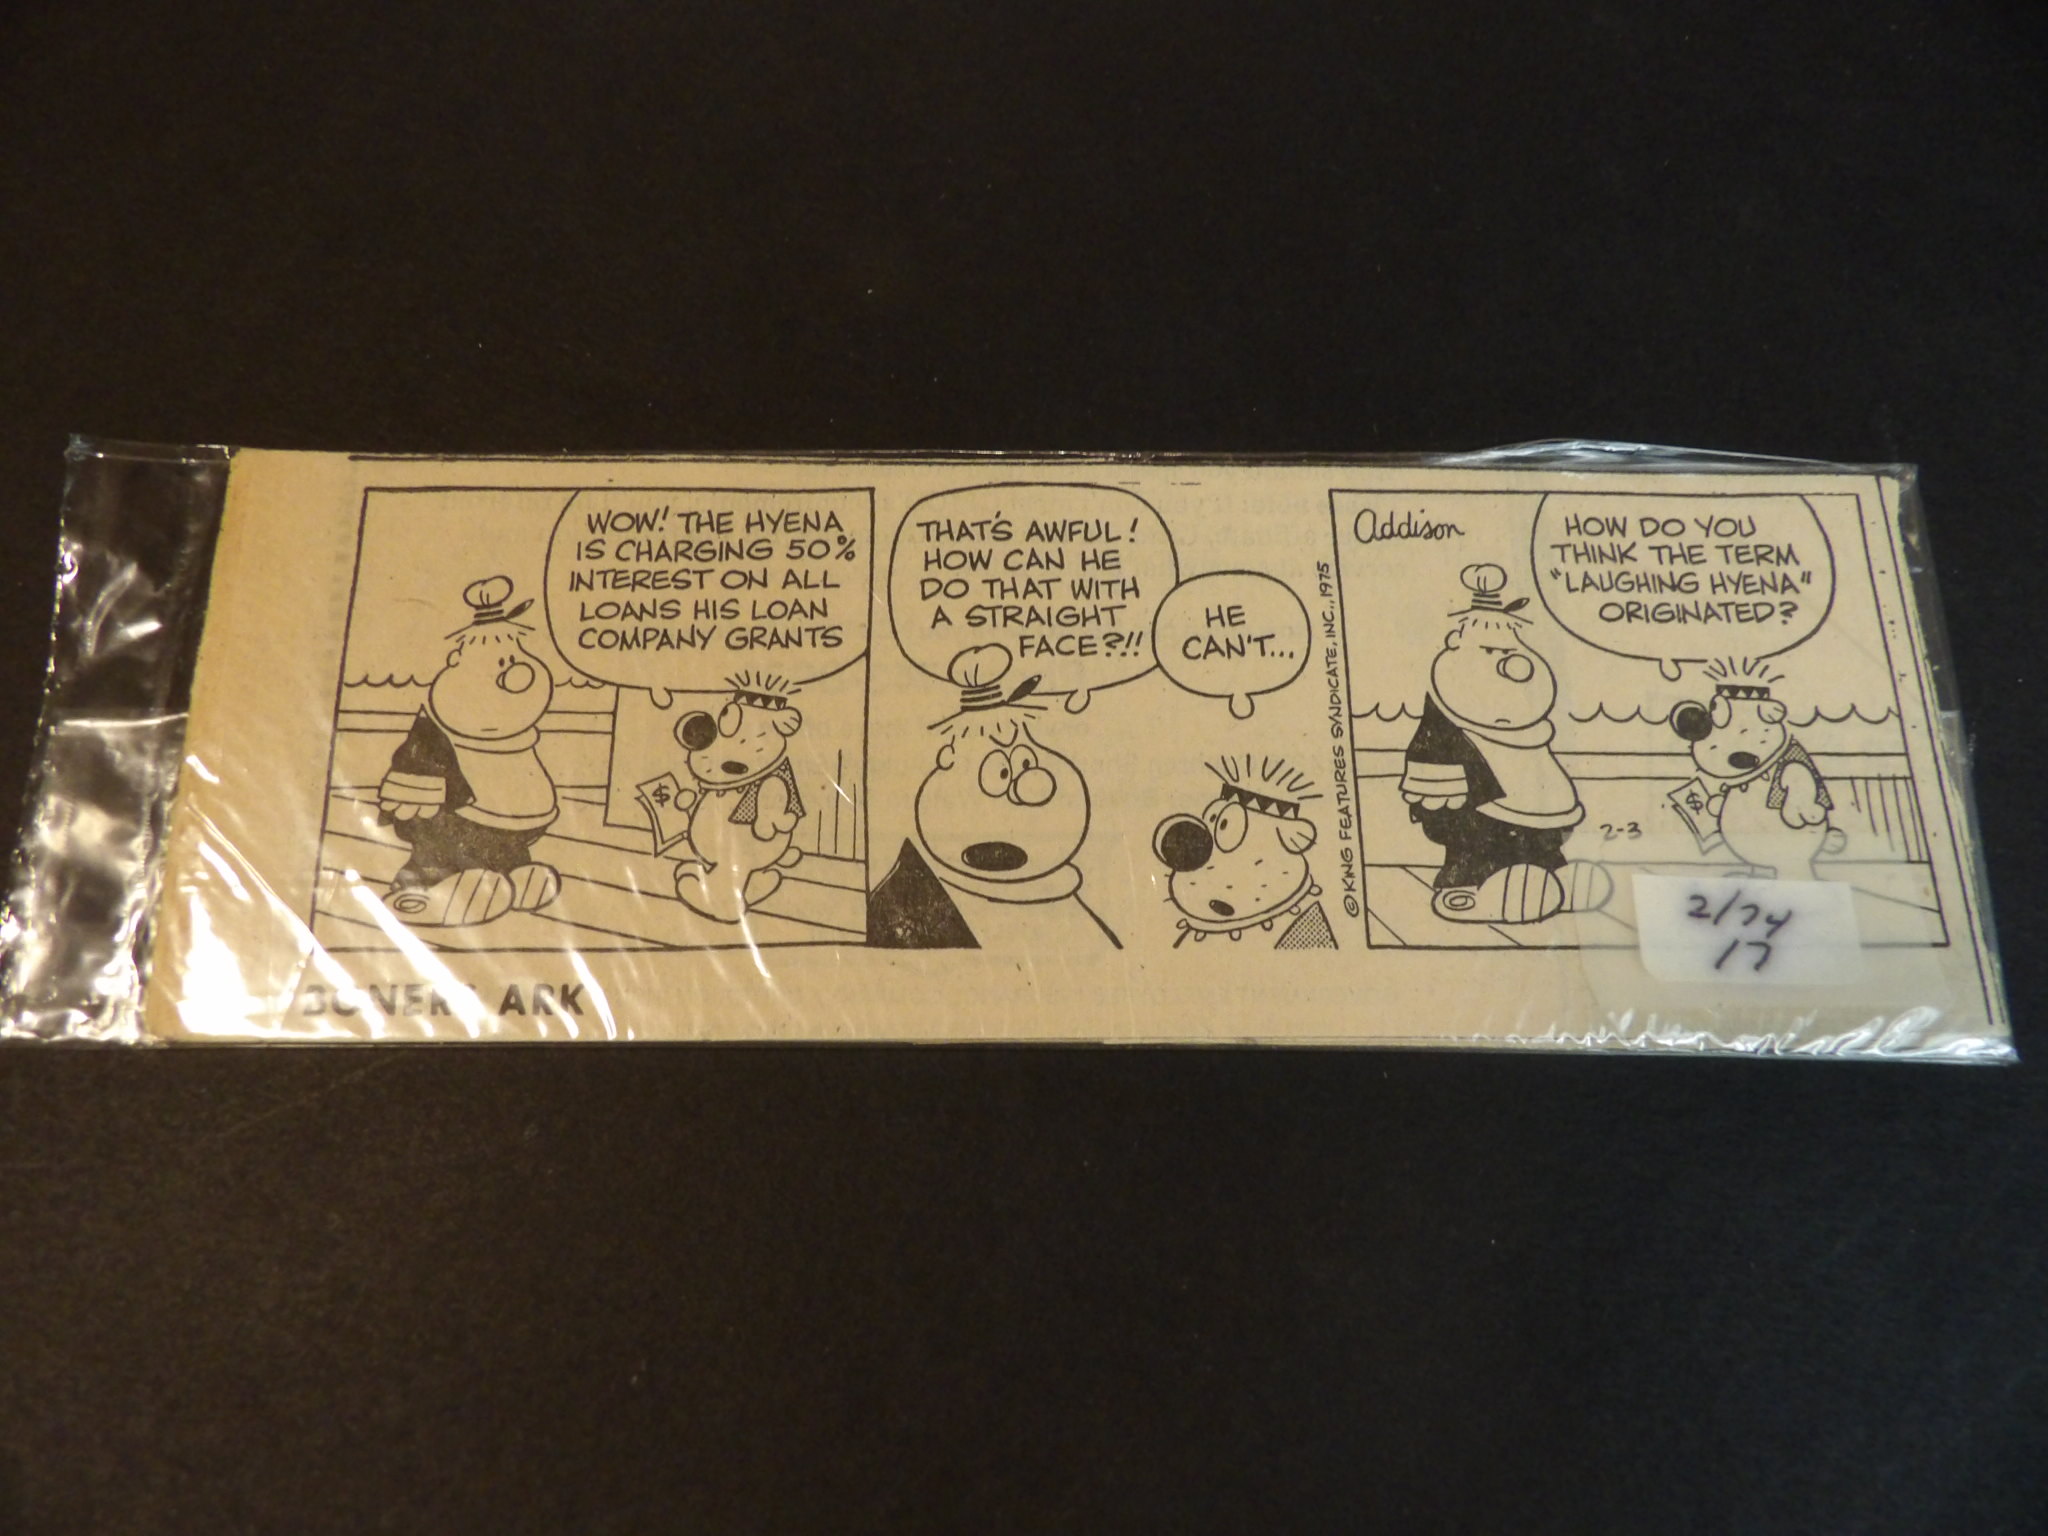 WOW! THE HYENA
IS CHARGING 50%
INTEREST ON ALL
LOANS HIS LOAN
COMPANY GRANTS
$
THAT'S AWFUL!
HOW CAN HE
DO THAT WITH
A STRAIGHT
FACE?!!
HE
CAN'T...
© KING FEATURES SYNDICATE, INC., 1975
Addison
HOW DO YOU
THINK THE TERM
"LAUGHING HYENA"
ORIGINATED?
$
2-3
2/74
17
BONER'S ARK